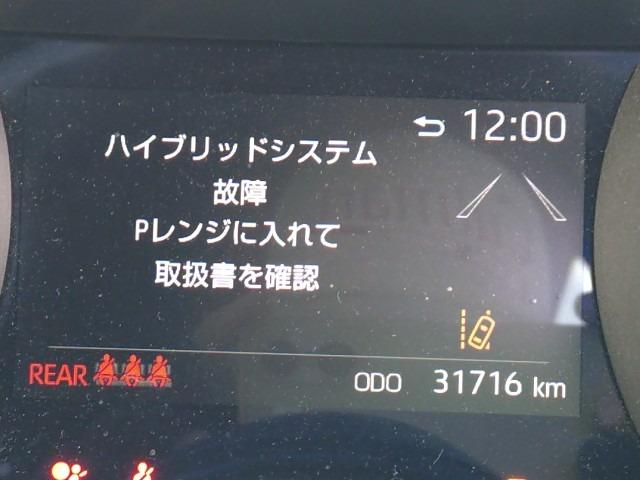 12:00
ハイブリッドシステム
故障
Pレンジに入れて
取扱書を確認
REAR
ODO 31716 km